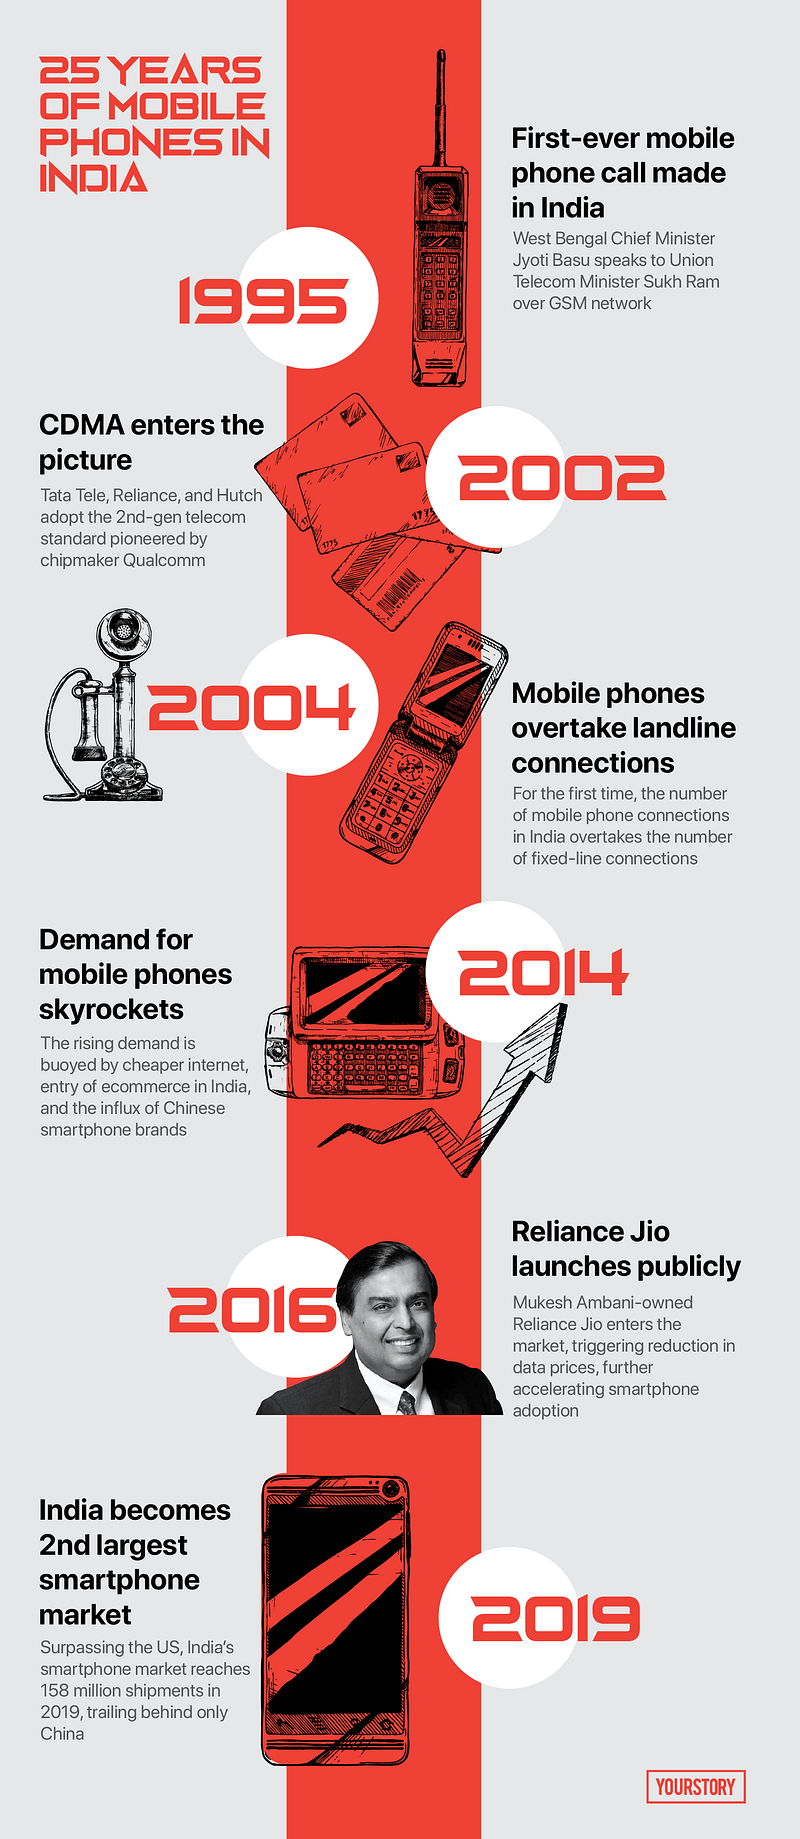 25 YEARS
OF MOBILE
PHONES IN
INDIA
First-ever mobile
phone call made
in India
West Bengal Chief Minister
Jyoti Basu speaks to Union
Telecom Minister Sukh Ram
over GSM network
1995
CDMA enters the
picture
Tata Tele, Reliance, and Hutch
adopt the 2nd-gen telecom
standard pioneered by
chipmaker Qualcomm
2002
1775
1775
2004
Mobile phones
overtake landline
connections
For the first time, the number
of mobile phone connections
in India overtakes the number
of fixed-line connections
Demand for
mobile phones
skyrockets
The rising demand is
buoyed by cheaper internet,
entry of ecommerce in India,
and the influx of Chinese
smartphone brands
2014
2016
Reliance Jio
launches publicly
Mukesh Ambani-owned
Reliance Jio enters the
market, triggering reduction in
data prices, further
accelerating smartphone
adoption
India becomes
2nd largest
smartphone
market
Surpassing the US, India's
smartphone market reaches
158 million shipments in
2019, trailing behind only
China
2019
YOURSTORY